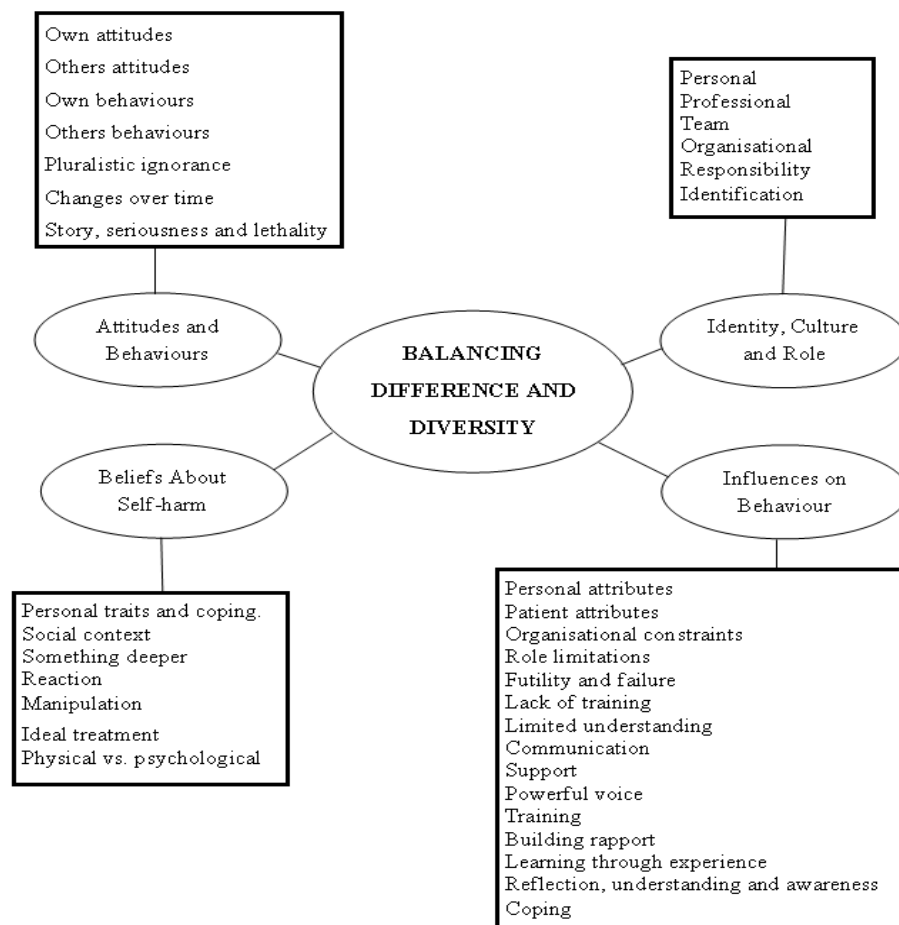 Own attitudes
Others attitudes
Own behaviours
Others behaviours
Pluralistic ignorance
Changes over time
Story, seriousness and lethality
Personal
Professional
Team
Organisational
Responsibility
Identification
Attitudes and
Behaviours
BALANCING
DIFFERENCE AND
DIVERSITY
Identity, Culture
and Role
Beliefs About
Self-harm
Influences on
Behaviour
Personal traits and coping.
Social context
Something deeper
Reaction
Manipulation
Ideal treatment
Physical vs. psychological
Personal attributes
Patient attributes
Organisational constraints
Role limitations
Futility and failure
Lack of training
Limited understanding
Communication
Support
Powerful voice
Training
Building rapport
Learning through experience
Reflection, understanding and awareness
Coping